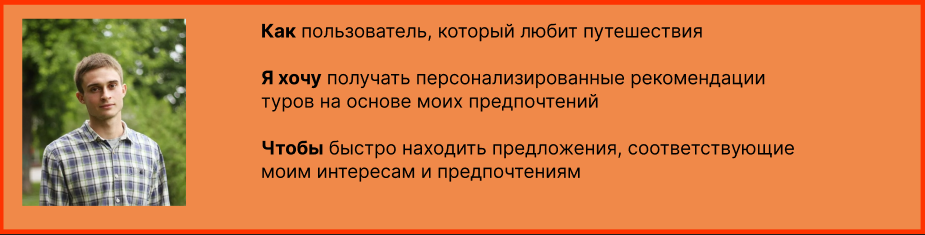 Как пользователь, который любит путешествия
Я хочу получать персонализированные рекомендации
туров на основе моих предпочтений
Чтобы быстро находить предложения, соответствующие
моим интересам и предпочтениям